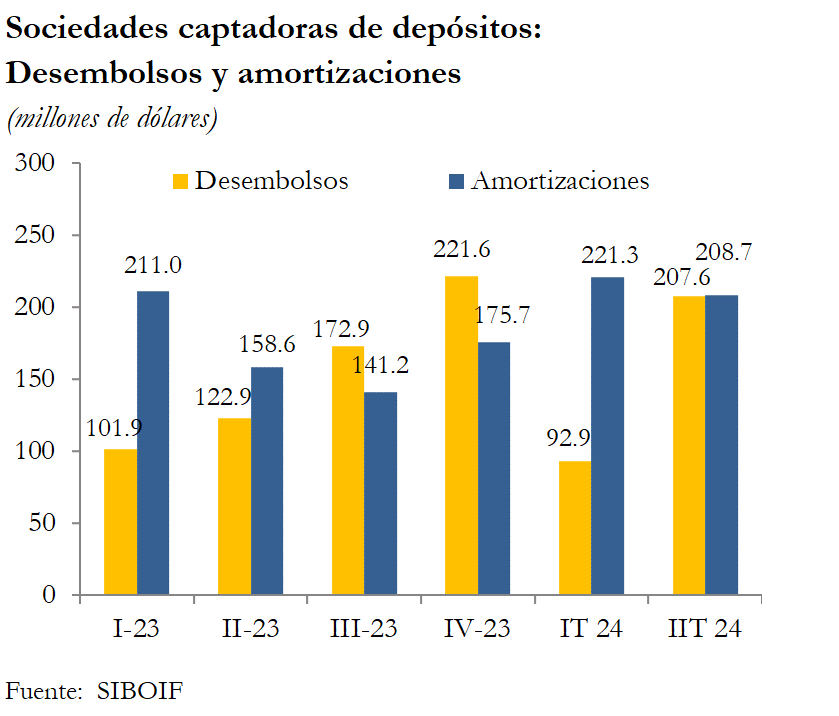 Sociedades captadoras de depósitos:
Desembolsos y amortizaciones
(millones de dólares)
300
Desembolsos
Amortizaciones
250
200
150
100
50
0
101.9
211.0
122.9
158.6
172.9
141.2
221.6
175.7
92.9
221.3
207.6
208.7
I-23
II-23
III-23
IV-23
IT 24
IIT 24
Fuente: SIBOIF